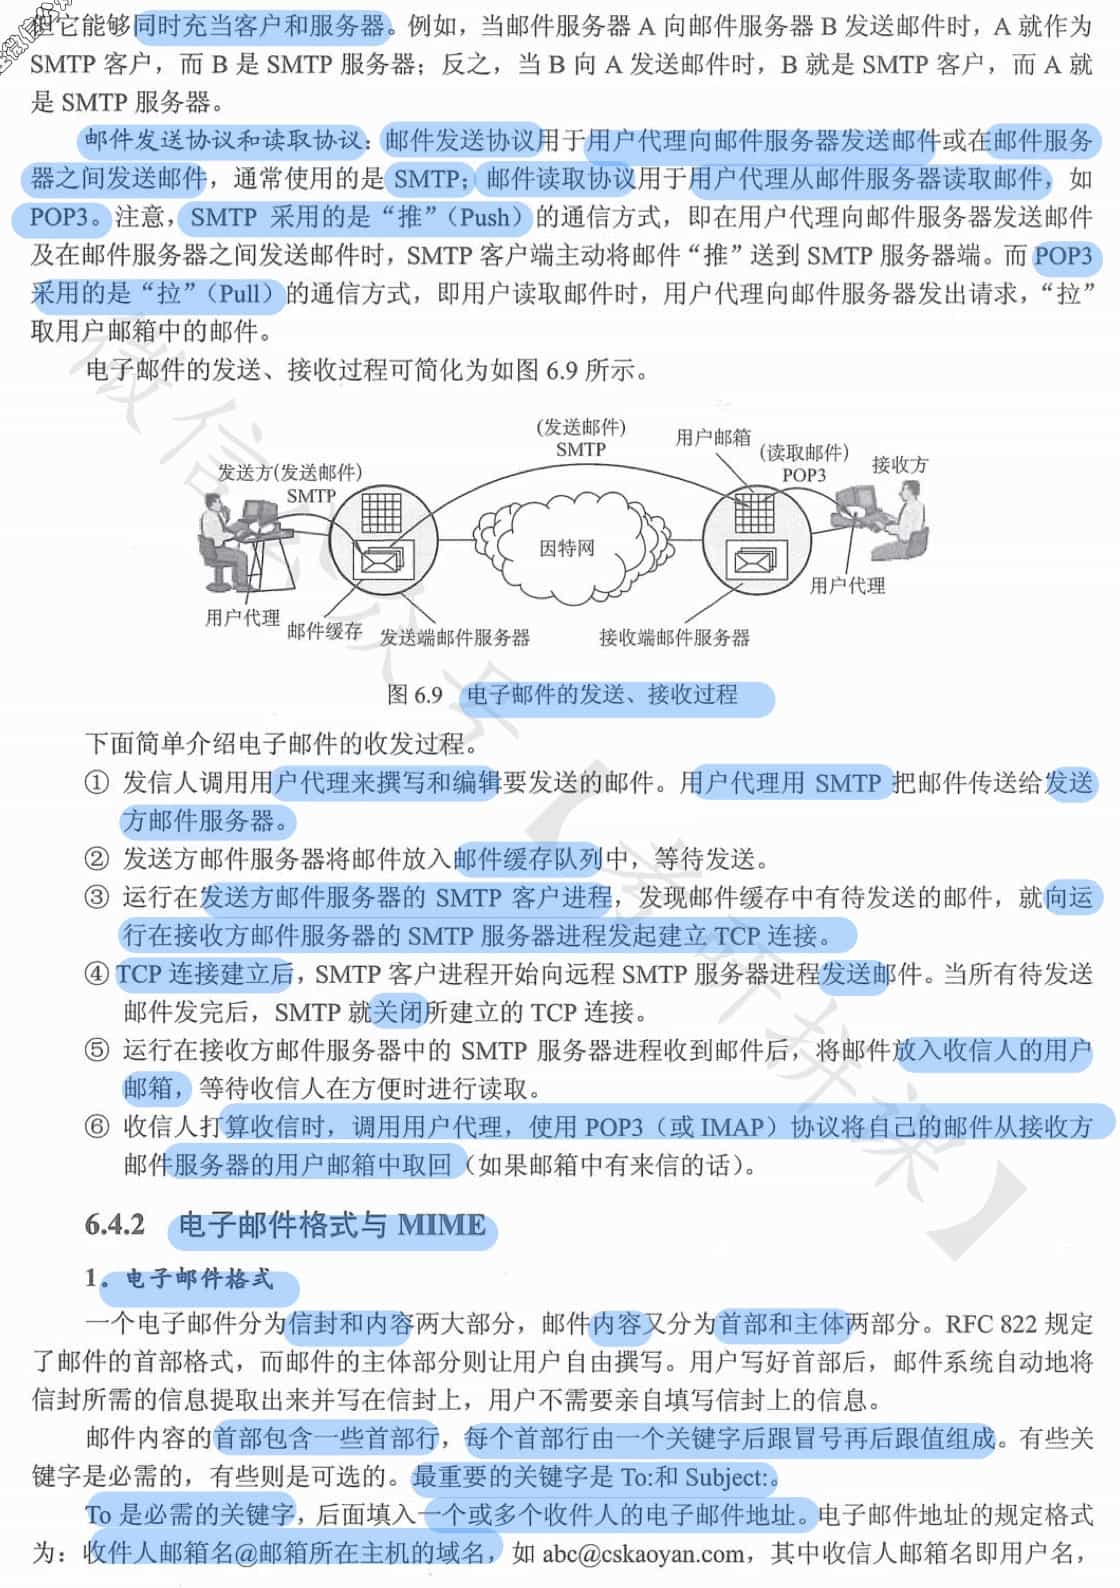 但它能够同时充当客户和服务器。例如，当邮件服务器 A 向邮件服务器 B 发送邮件时，A 就作为
SMTP 客户，而 B 是 SMTP 服务器；反之，当 B 向 A 发送邮件时，B 就是 SMTP 客户，而 A 就
是 SMTP 服务器。
邮件发送协议和读取协议：邮件发送协议用于用户代理向邮件服务器发送邮件或在邮件服务
器之间发送邮件，通常使用的是 SMTP；邮件读取协议用于用户代理从邮件服务器读取邮件，如
POP3。注意，SMTP 采用的是“推”（Push）的通信方式，即在用户代理向邮件服务器发送邮件
及在邮件服务器之间发送邮件时，SMTP 客户端主动将邮件“推”送到 SMTP 服务器端。而 POP3
采用的是“拉”（Pull）的通信方式，即用户读取邮件时，用户代理向邮件服务器发出请求，“拉”
取用户邮箱中的邮件。
电子邮件的发送、接收过程可简化为如图 6.9 所示。
(发送邮件)
SMTP
用户邮箱
(读取邮件)
POP3
接收方
发送方(发送邮件)
SMTP
因特网
用户代理
用户代理
邮件缓存
发送端邮件服务器
接收端邮件服务器
图 6.9 电子邮件的发送、接收过程
下面简单介绍电子邮件的收发过程。
① 发信人调用用户代理来撰写和编辑要发送的邮件。用户代理用 SMTP 把邮件传送给发送
方邮件服务器。
② 发送方邮件服务器将邮件放入邮件缓存队列中，等待发送。
③ 运行在发送方邮件服务器的 SMTP 客户进程，发现邮件缓存中有待发送的邮件，就向运
行在接收方邮件服务器的 SMTP 服务器进程发起建立 TCP 连接。
④ TCP 连接建立后，SMTP 客户进程开始向远程 SMTP 服务器进程发送邮件。当所有待发送
邮件发完后，SMTP 就关闭所建立的 TCP 连接。
⑤ 运行在接收方邮件服务器中的 SMTP 服务器进程收到邮件后，将邮件放入收信人的用户
邮箱，等待收信人在方便时进行读取。
⑥ 收信人打算收信时，调用用户代理，使用 POP3（或 IMAP）协议将自己的邮件从接收方
邮件服务器的用户邮箱中取回（如果邮箱中有来信的话）。
6.4.2 电子邮件格式与 MIME
1．电子邮件格式
一个电子邮件分为信封和内容两大部分，邮件内容又分为首部和主体两部分。RFC 822 规定
了邮件的首部格式，而邮件的主体部分则让用户自由撰写。用户写好首部后，邮件系统自动地将
信封所需的信息提取出来并写在信封上，用户不需要亲自填写信封上的信息。
邮件内容的首部包含一些首部行，每个首部行由一个关键字后跟冒号再后跟值组成。有些关
键字是必需的，有些则是可选的。最重要的关键字是 To:和 Subject:。
To 是必需的关键字，后面填入一个或多个收件人的电子邮件地址。电子邮件地址的规定格式
为：收件人邮箱名@邮箱所在主机的域名，如 abc@cskaoyan.com，其中收信人邮箱名即用户名，
微信公众号【考研拼课】